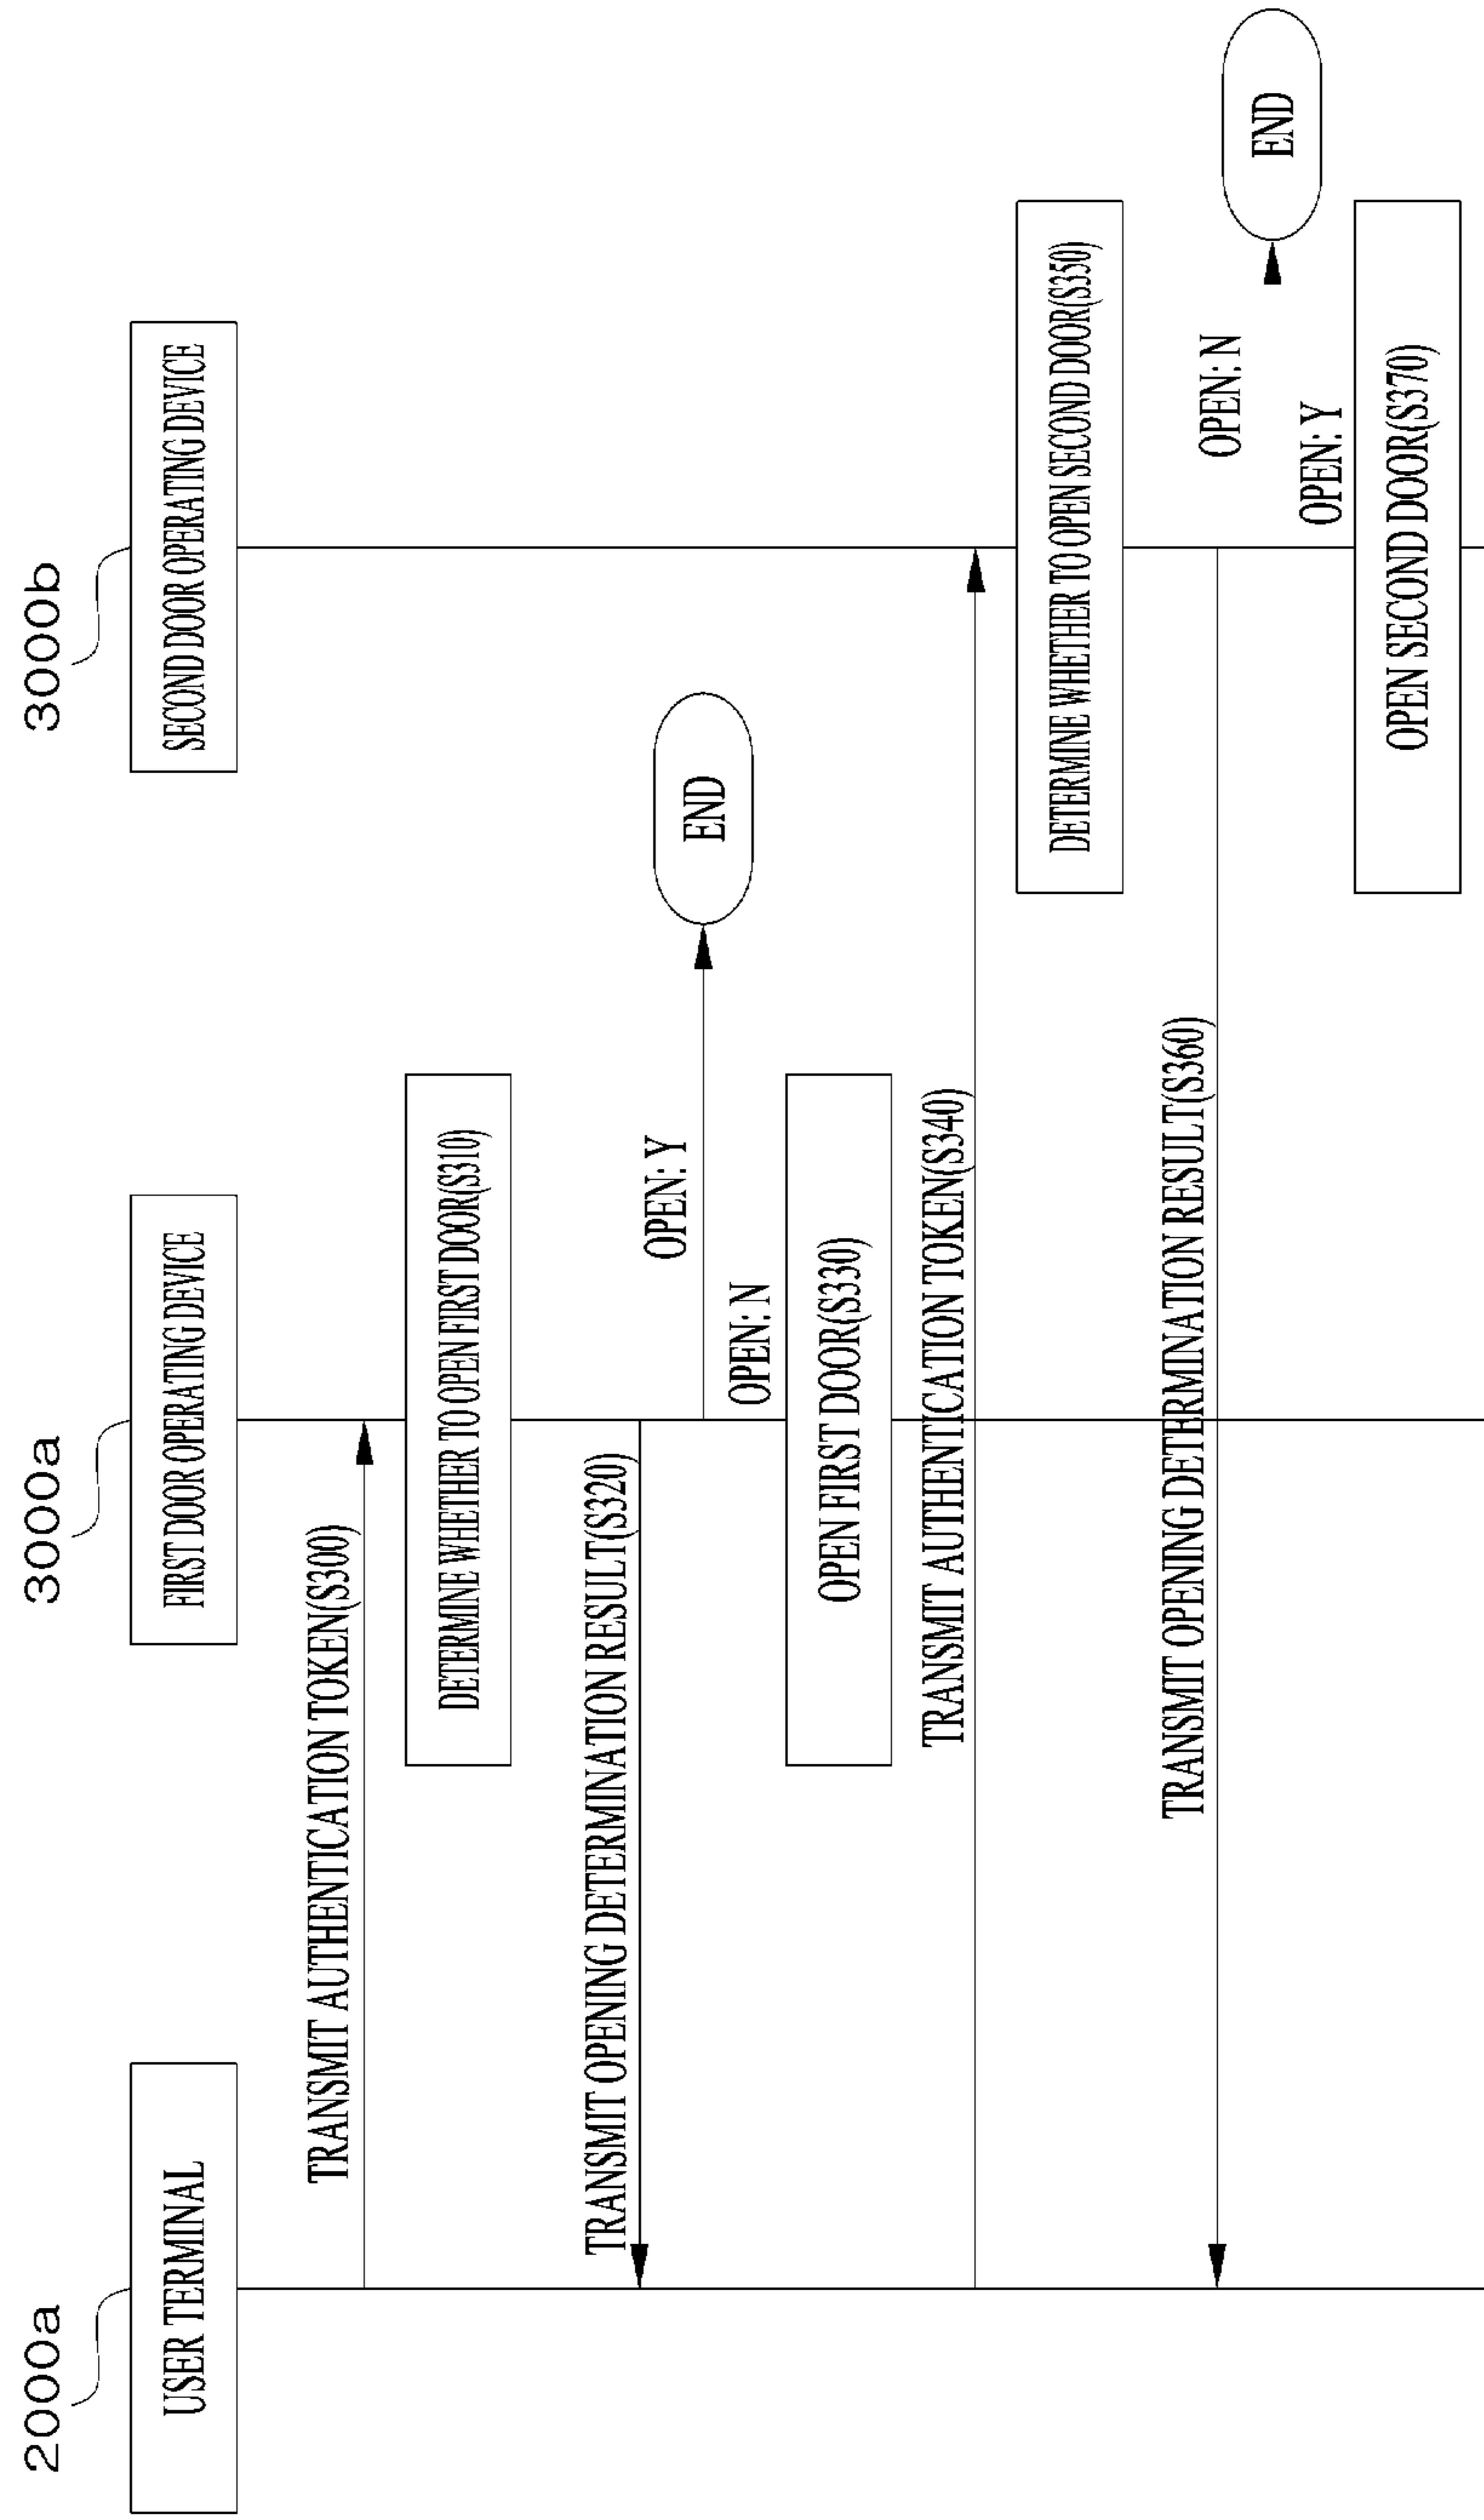 2000a
3000a
3000b
USER TERMINAL
FIRST DOOR OPERATING DEVICE
SECOND DOOR OPERATING DEVICE
TRANSMIT AUTHENTICATION TOKEN(S300)
DETERMINE WHETHER TO OPEN FIRST DOOR(S310)
TRANSMIT OPENING DETERMINATION RESULT(S320)
OPEN: Y
END
OPEN: N
OPEN FIRST DOOR(S330)
TRANSMIT AUTHENTICATION TOKEN(S340)
DETERMINE WHETHER TO OPEN SECOND DOOR(S350)
TRANSMIT OPENING DETERMINATION RESULT(S360)
OPEN: N
END
OPEN: Y
OPEN SECOND DOOR(S370)